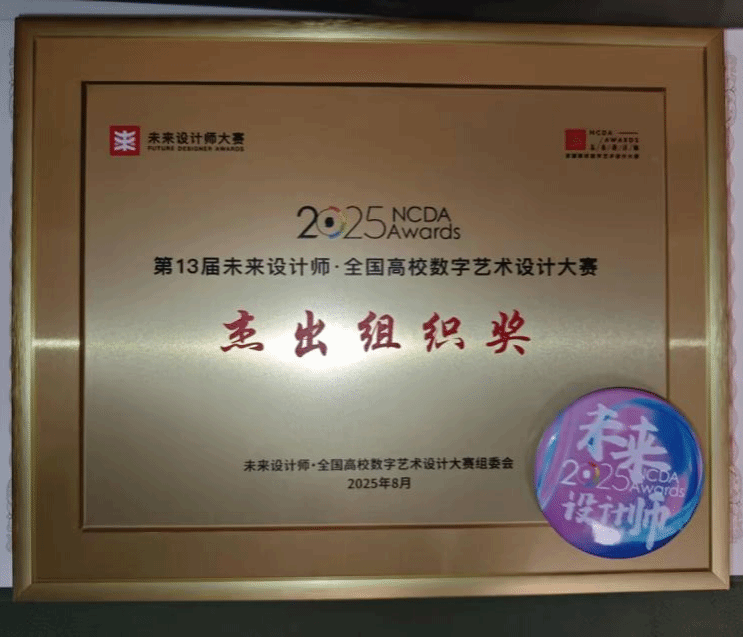 未来设计师大赛
FUTURE DESIGNER AWARDS
NCDA
AWARDS
2025 NCDA Awards
第13届未来设计师·全国高校数字艺术设计大赛
杰出组织奖
未来设计师·全国高校数字艺术设计大赛组委会
2025年8月
未来
2025 NCDA Awards
设计师